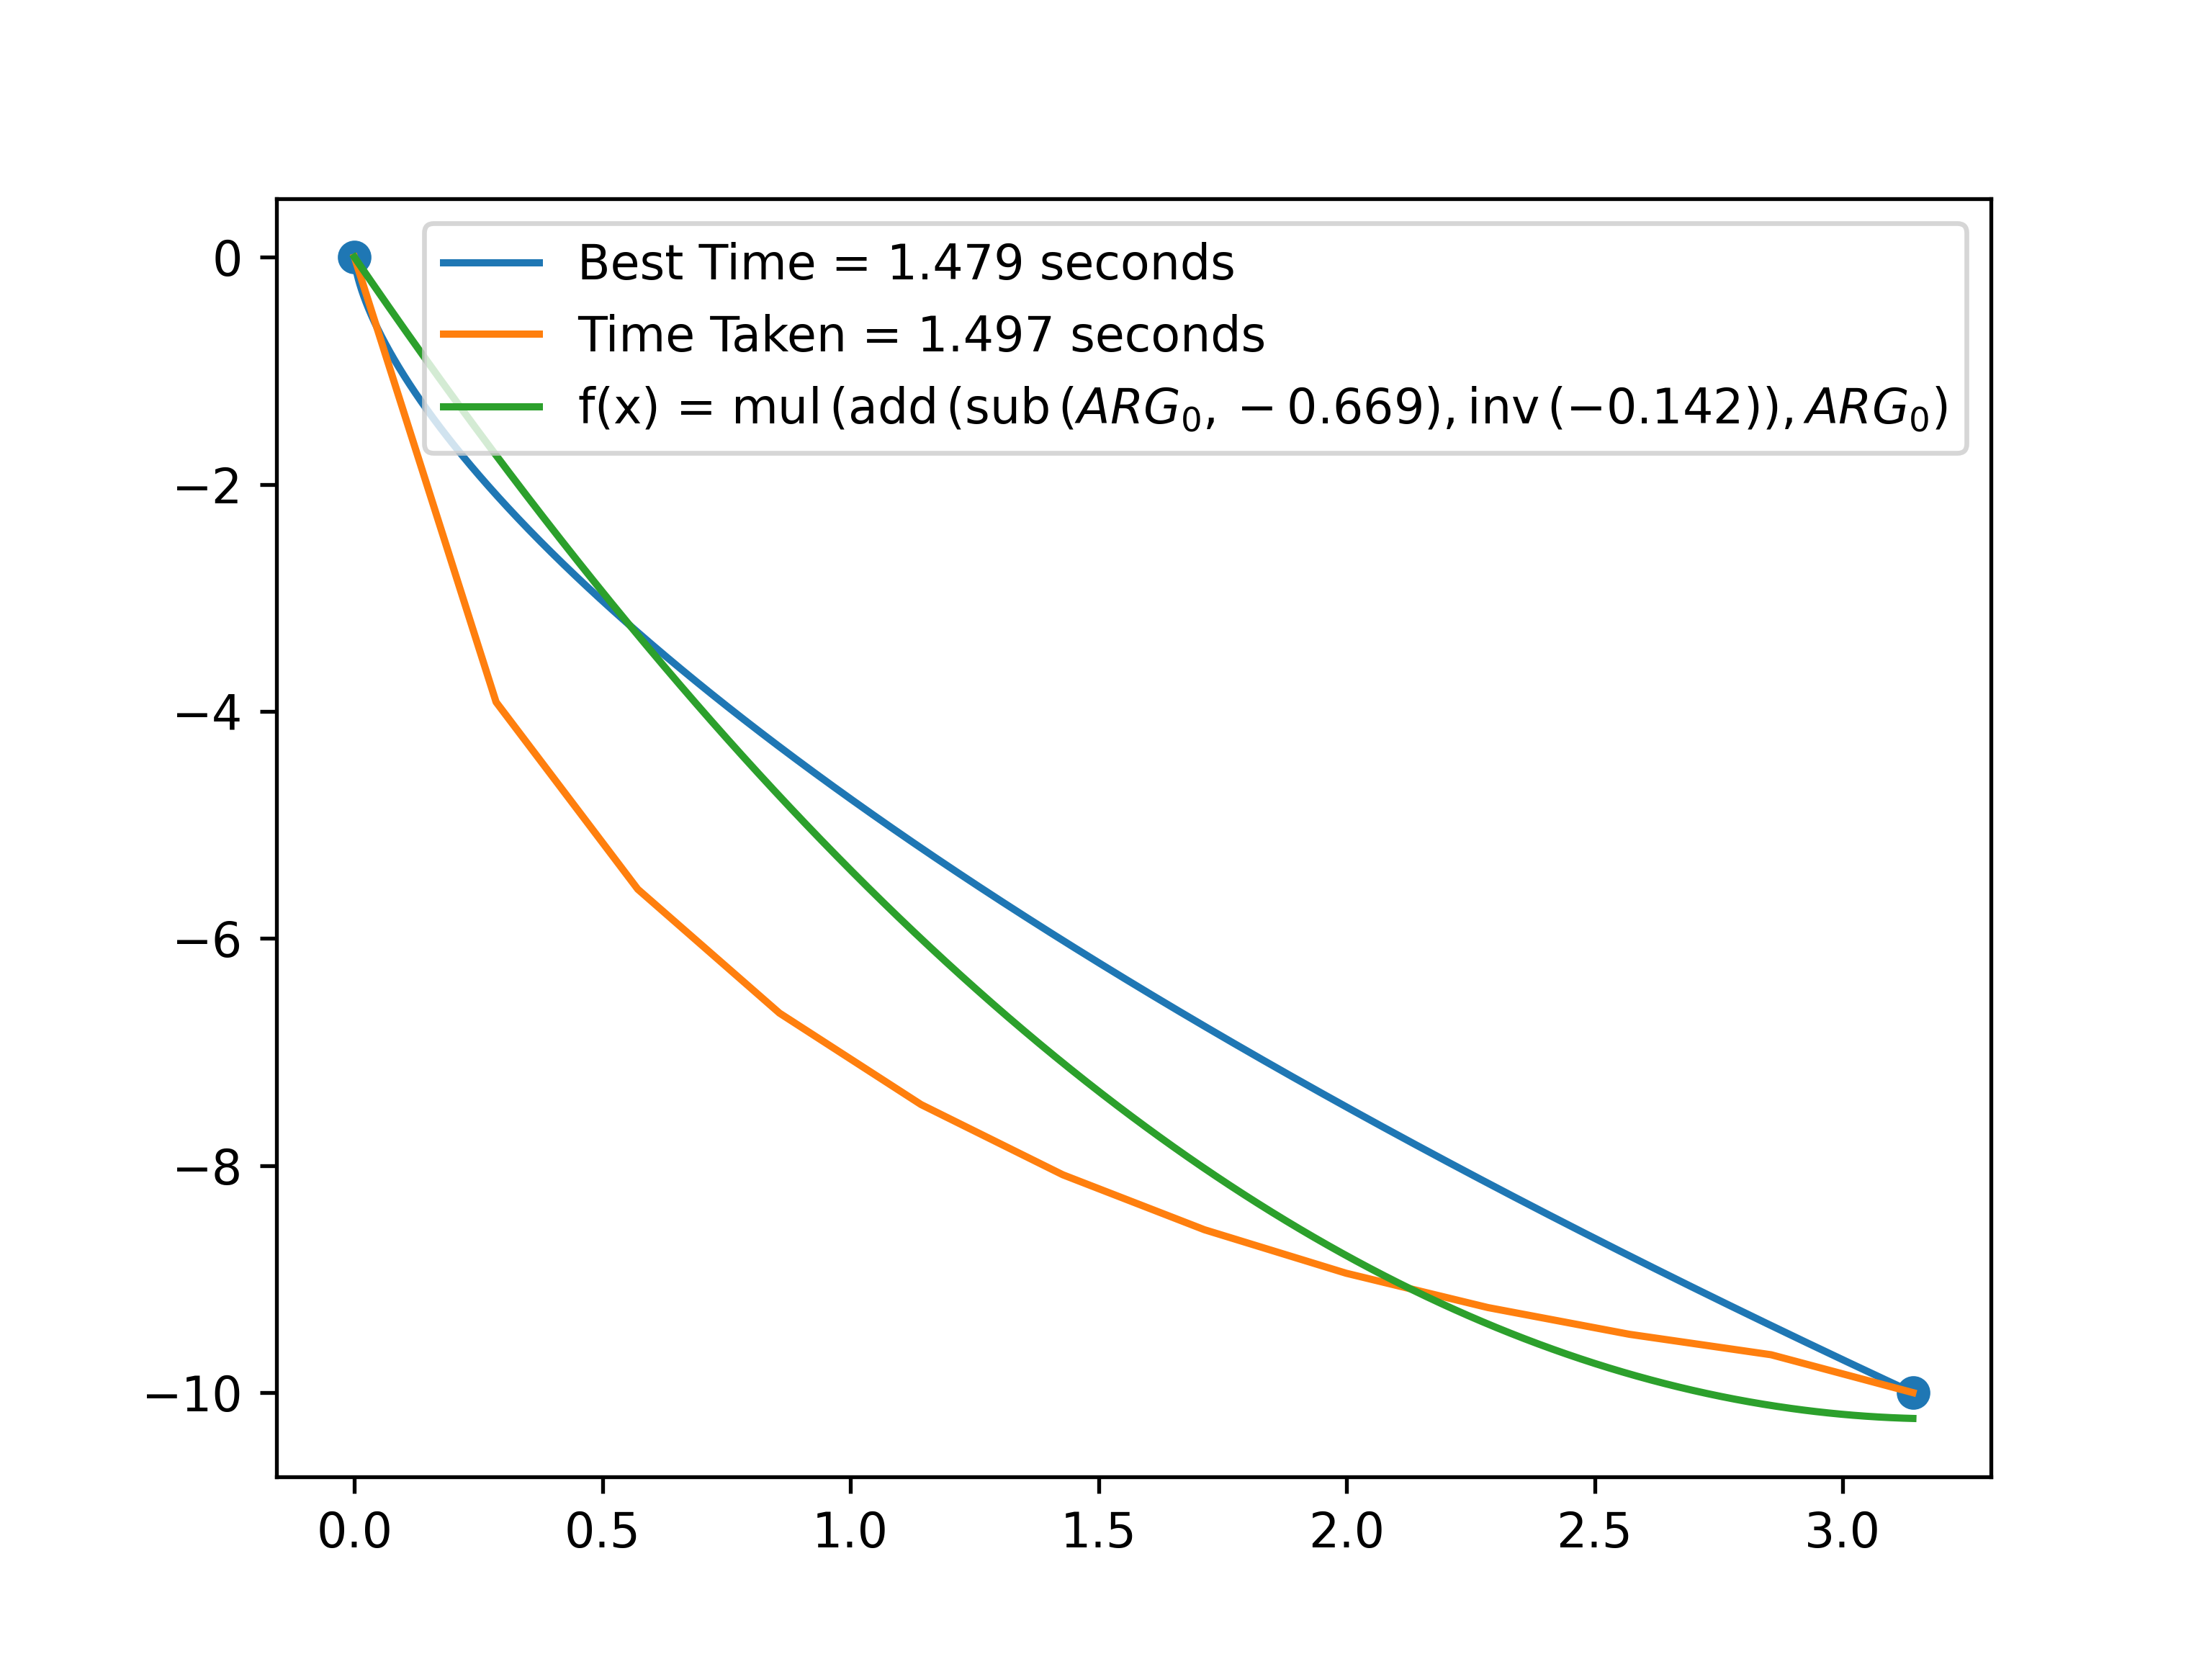 Best Time = 1.479 seconds
Time Taken = 1.497 seconds
f(x) = mul (add (sub (ARG₀, −0.669), inv (−0.142)), ARG₀)
0
−2
−4
−6
−8
−10
0.0 0.5 1.0 1.5 2.0 2.5 3.0